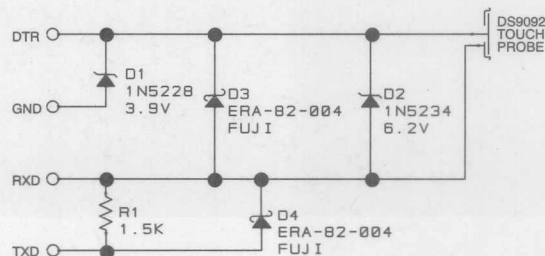 DTR
GND
RXD
TXD
D1
1N5228
3.9V
D3
ERA-82-004
FUJI
D2
1N5234
6.2V
DS9092
TOUCH
PROBE
R1
1.5K
D4
ERA-82-004
FUJI